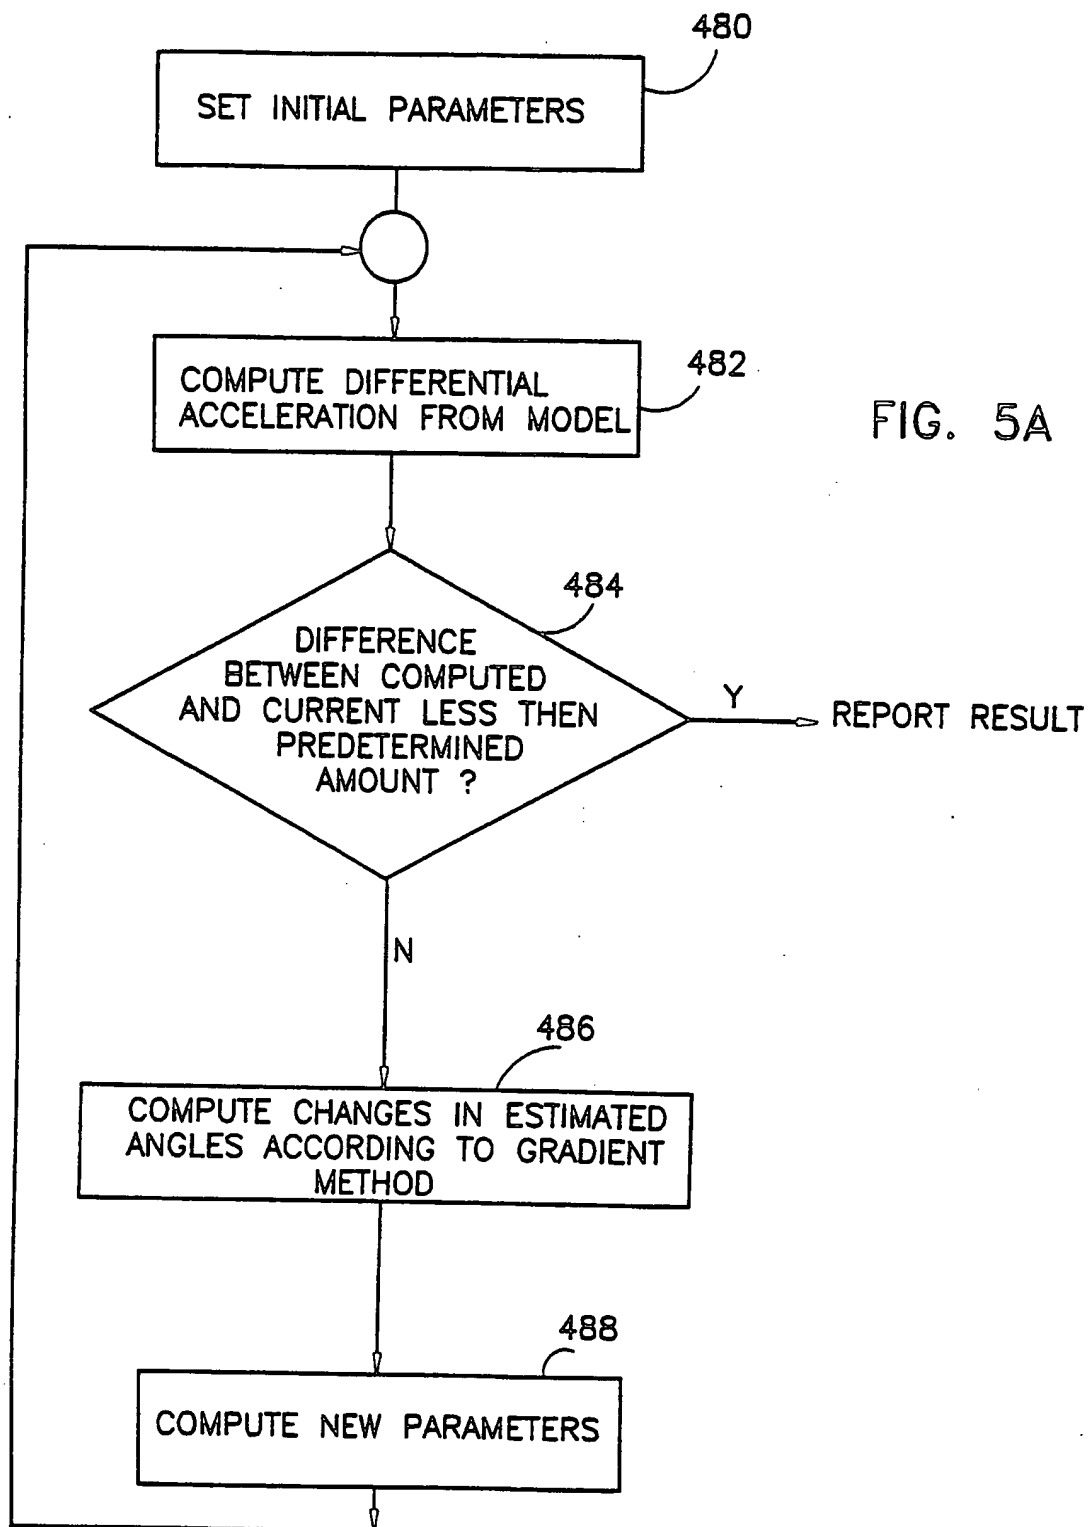 480
SET INITIAL PARAMETERS
482
COMPUTE DIFFERENTIAL
ACCELERATION FROM MODEL
FIG. 5A
484
DIFFERENCE
BETWEEN COMPUTED
AND CURRENT LESS THEN
PREDETERMINED
AMOUNT ?
Y
REPORT RESULT
N
486
COMPUTE CHANGES IN ESTIMATED
ANGLES ACCORDING TO GRADIENT
METHOD
488
COMPUTE NEW PARAMETERS